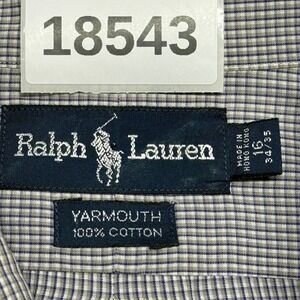 18543
Ralph Lauren
MADE IN
HONG KONG
16
34/35
YARMOUTH
100% COTTON